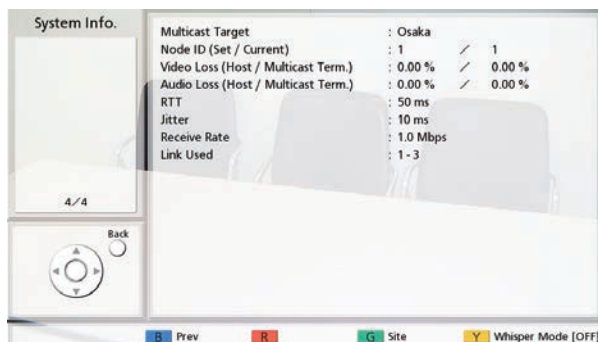 System Info.
Multicast Target : Osaka
Node ID (Set / Current) : 1 / 1
Video Loss (Host / Multicast Term.) : 0.00 % / 0.00 %
Audio Loss (Host / Multicast Term.) : 0.00 % / 0.00 %
RTT : 50 ms
Jitter : 10 ms
Receive Rate : 1.0 Mbps
Link Used : 1 - 3
4/4
Back
B Prev R G Site Y Whisper Mode [OFF]